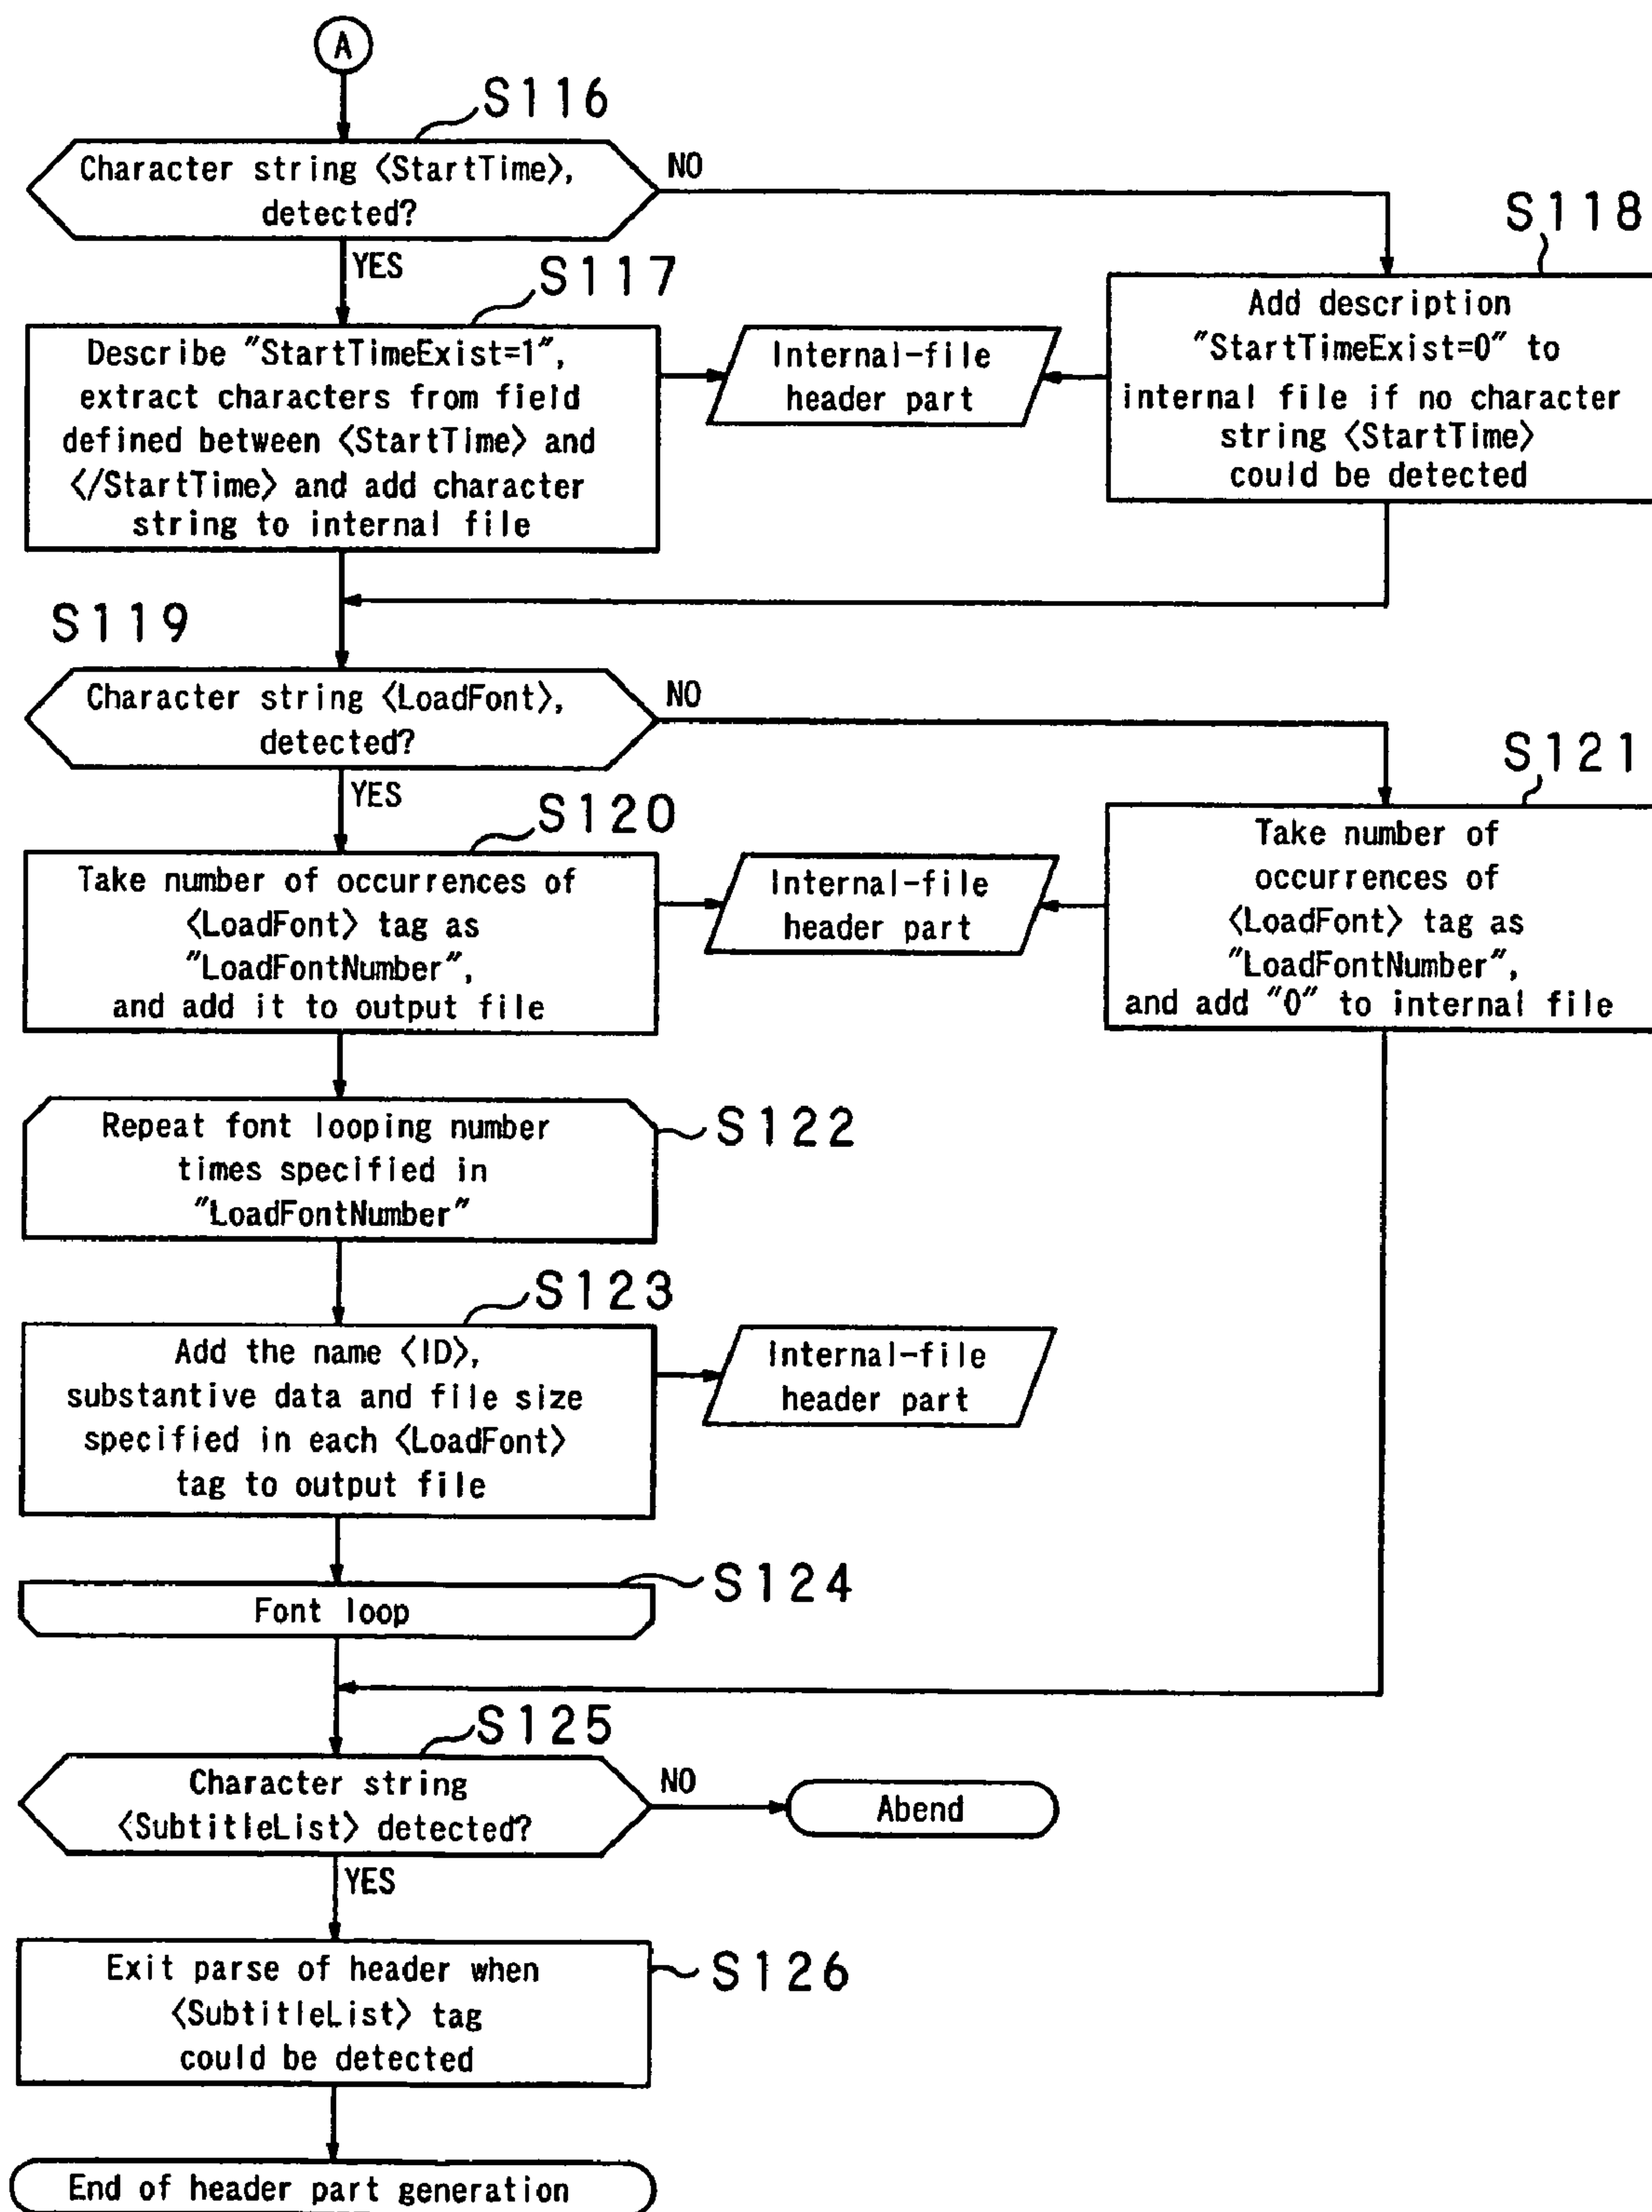 A
S116
Character string <StartTime>,
detected?
NO
YES
S118
Add description
"StartTimeExist=0" to
internal file if no character
string <StartTime>
could be detected
S117
Describe "StartTimeExist=1",
extract characters from field
defined between <StartTime> and
</StartTime> and add character
string to internal file
Internal-file
header part
S119
Character string <LoadFont>,
detected?
NO
YES
S121
Take number of
occurrences of
<LoadFont> tag as
"LoadFontNumber",
and add "0" to internal file
S120
Take number of occurrences of
<LoadFont> tag as
"LoadFontNumber",
and add it to output file
Internal-file
header part
S122
Repeat font looping number
times specified in
"LoadFontNumber"
S123
Add the name <ID>,
substantive data and file size
specified in each <LoadFont>
tag to output file
Internal-file
header part
S124
Font loop
S125
Character string
<SubtitleList> detected?
NO
Abend
YES
S126
Exit parse of header when
<SubtitleList> tag
could be detected
End of header part generation